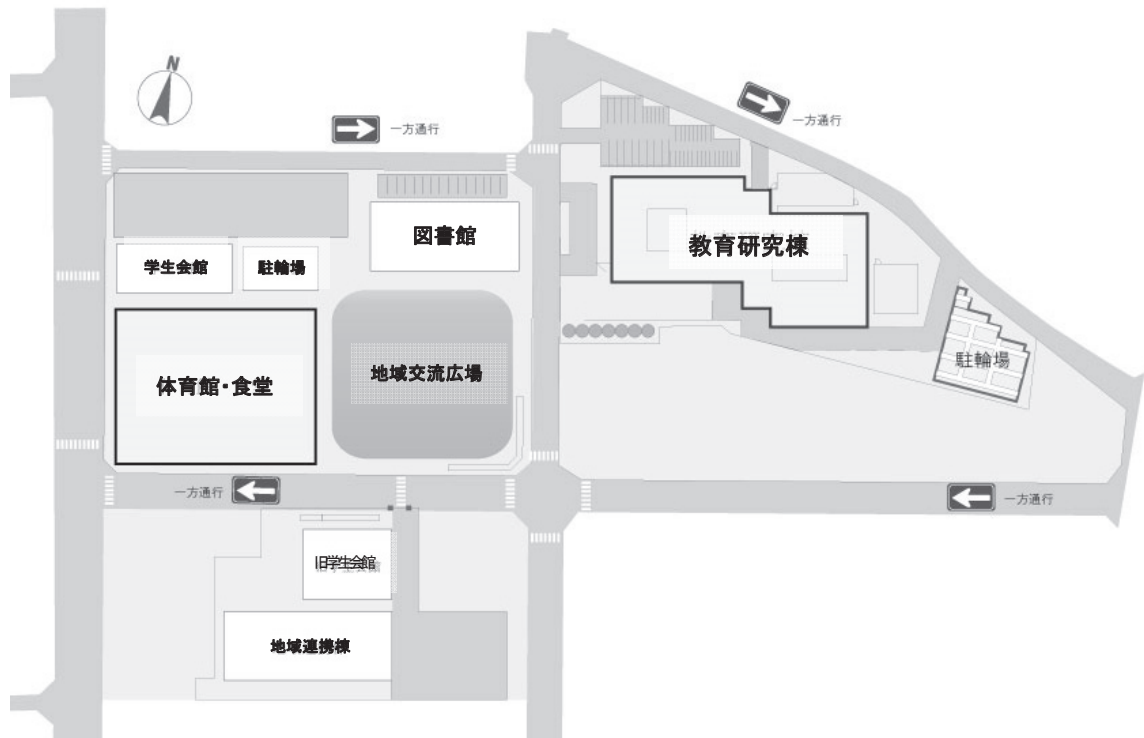 N
一方通行
一方通行
図書館
教育研究棟
学生会館
駐輪場
体育館・食堂
地域交流広場
駐輪場
一方通行
一方通行
旧学生会館
地域連携棟